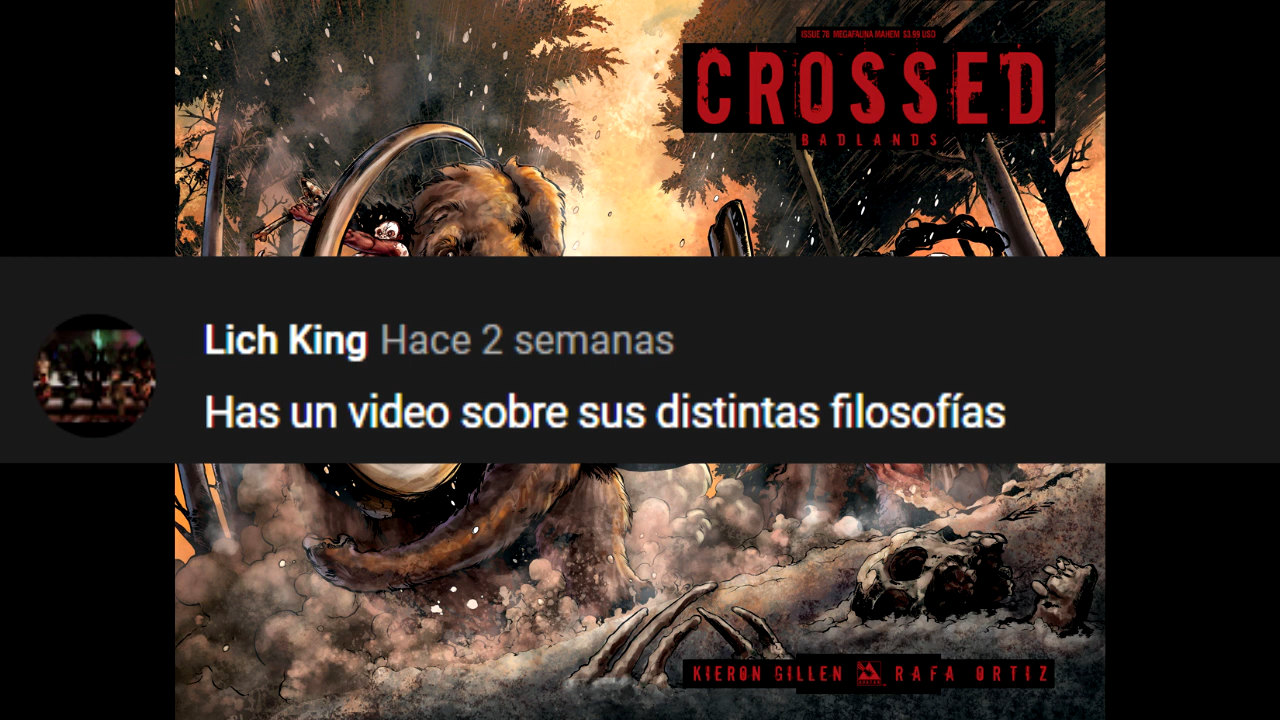 ISSUE 78 MEGAFAUNA MAHEM $3.99 USD
CROSSED
BADLANDS
Lich King Hace 2 semanas
Has un video sobre sus distintas filosofías
KIERON GILLEN AVATAR RAFA ORTIZ